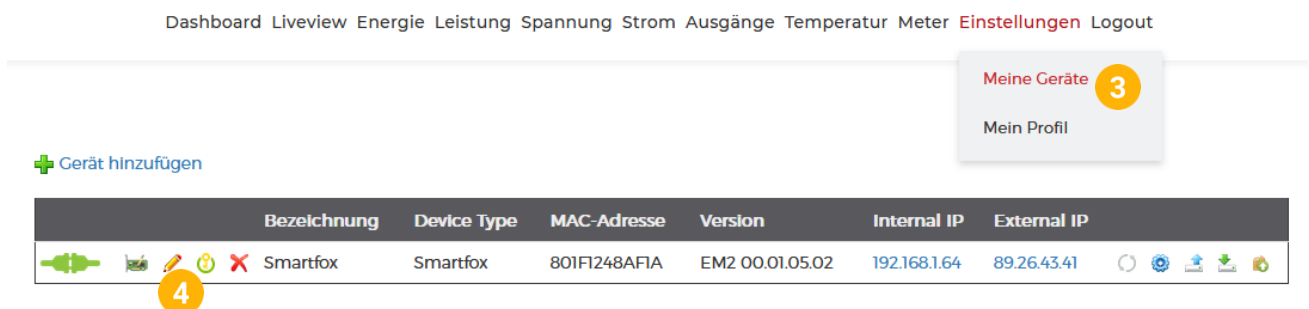 Dashboard Liveview Energie Leistung Spannung Strom Ausgänge Temperatur Meter Einstellungen Logout
Meine Geräte 3
Mein Profil
Gerät hinzufügen
Bezeichnung Device Type MAC-Adresse Version Internal IP External IP
Smartfox Smartfox 801F1248AF1A EM2 00.01.05.02 192.168.1.64 89.26.43.41
4